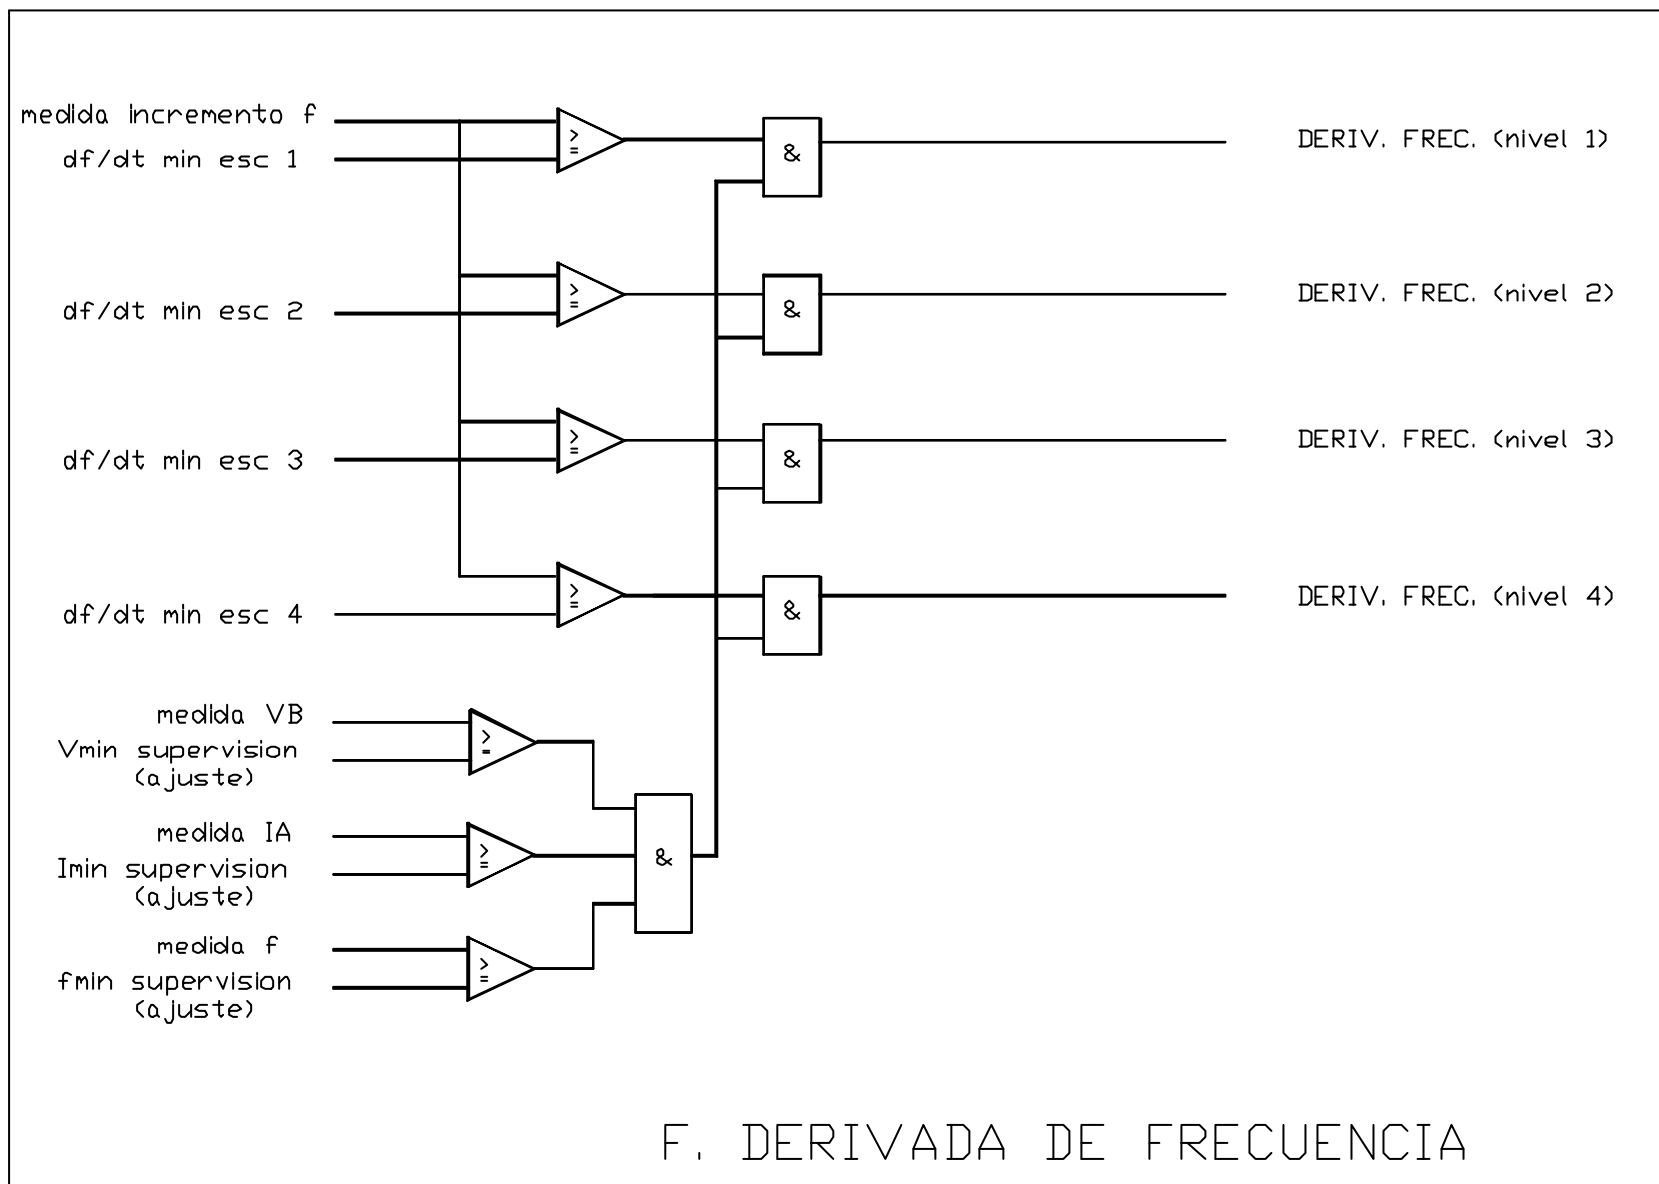 medida incremento f
df/dt min esc 1
>
=
&
DERIV. FREC. (nivel 1)
df/dt min esc 2
>
=
&
DERIV. FREC. (nivel 2)
df/dt min esc 3
>
=
&
DERIV. FREC. (nivel 3)
df/dt min esc 4
>
=
&
DERIV. FREC. (nivel 4)
medida VB
Vmin supervision
(ajuste)
>
=
medida IA
Imin supervision
(ajuste)
>
=
&
medida f
fmin supervision
(ajuste)
>
=
F. DERIVADA DE FRECUENCIA